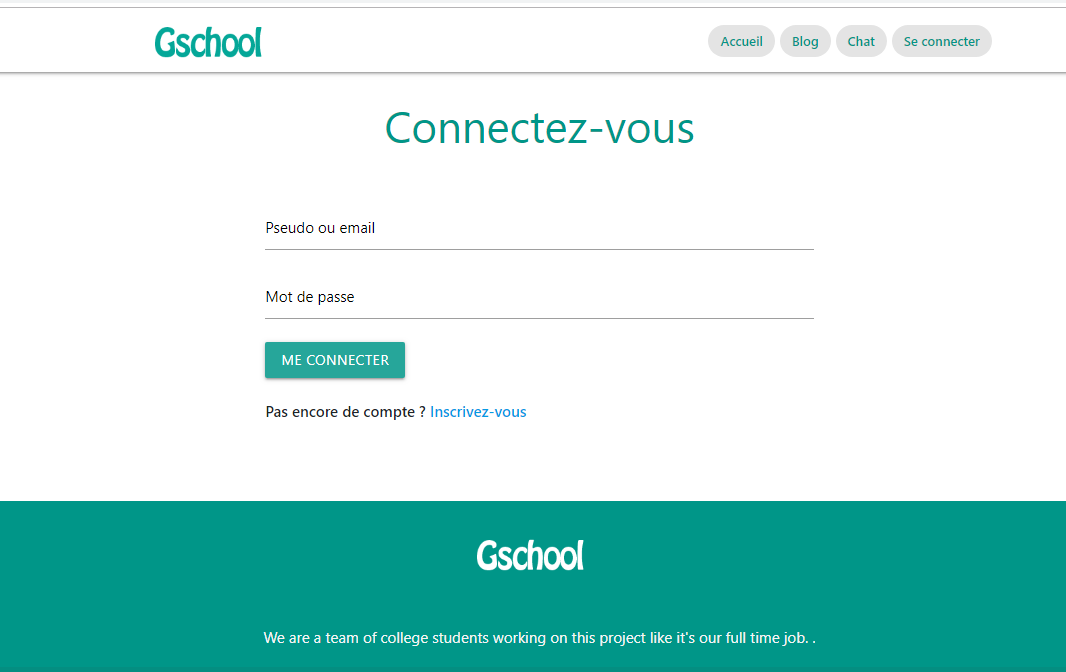 Gschool
Accueil Blog Chat Se connecter
Connectez-vous
Pseudo ou email
Mot de passe
ME CONNECTER
Pas encore de compte ? Inscrivez-vous
Gschool
We are a team of college students working on this project like it's our full time job. .